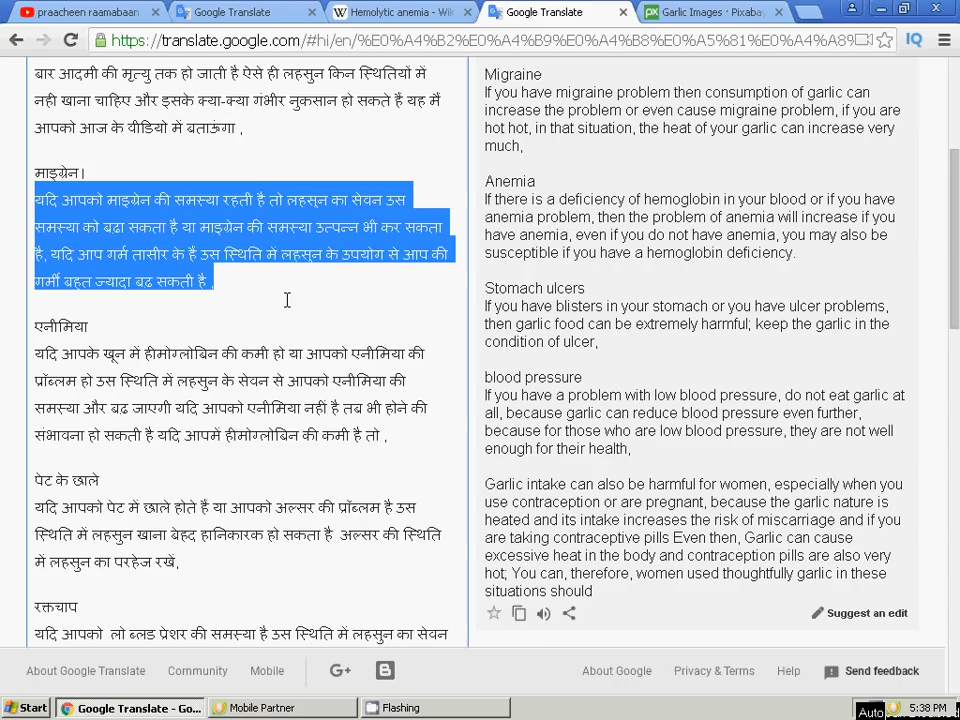 praacheen raamabaan
Google Translate
Hemolytic anemia - Wik
Google Translate
Garlic Images · Pixabay
https://translate.google.com/#hi/en/%E0%A4%B2%E0%A4%B9%E0%A4%B8%E0%A5%81%E0%A4%A8%
IQ
बार आदमी की मृत्यु तक हो जाती है ऐसे ही लहसुन किन स्थितियों में
नही खाना चाहिए और इसके क्या-क्या गंभीर नुकसान हो सकते हैं यह मैं
आपको आज के वीडियो में बताऊंगा ,
माइग्रेन।
यदि आपको माइग्रेन की समस्या रहती है तो लहसुन का सेवन उस
समस्या को बढ़ा सकता है या माइग्रेन की समस्या उत्पन्न भी कर सकता
है, यदि आप गर्म तासीर के हैं उस स्थिति में लहसुन के उपयोग से आप की
गर्मी बहुत ज्यादा बढ़ सकती है ,
एनीमिया
यदि आपके खून में हीमोग्लोबिन की कमी हो या आपको एनीमिया की
प्रॉब्लम हो उस स्थिति में लहसुन के सेवन से आपको एनीमिया की
समस्या और बढ़ जाएगी यदि आपको एनीमिया नहीं है तब भी होने की
संभावना हो सकती है यदि आपमें हीमोग्लोबिन की कमी है तो ,
पेट के छाले
यदि आपको पेट में छाले होते हैं या आपको अल्सर की प्रॉब्लम है उस
स्थिति में लहसुन खाना बेहद हानिकारक हो सकता है अल्सर की स्थिति
में लहसुन का परहेज रखें,
रक्तचाप
यदि आपको लो ब्लड प्रेशर की समस्या है उस स्थिति में लहसुन का सेवन
Migraine
If you have migraine problem then consumption of garlic can
increase the problem or even cause migraine problem, if you are
hot hot, in that situation, the heat of your garlic can increase very
much,
Anemia
If there is a deficiency of hemoglobin in your blood or if you have
anemia problem, then the problem of anemia will increase if you
have anemia, even if you do not have anemia, you may also be
susceptible if you have a hemoglobin deficiency.
Stomach ulcers
If you have blisters in your stomach or you have ulcer problems,
then garlic food can be extremely harmful; keep the garlic in the
condition of ulcer,
blood pressure
If you have a problem with low blood pressure, do not eat garlic at
all, because garlic can reduce blood pressure even further,
because for those who are low blood pressure, they are not well
enough for their health,
Garlic intake can also be harmful for women, especially when you
use contraception or are pregnant, because the garlic nature is
heated and its intake increases the risk of miscarriage and if you
are taking contraceptive pills Even then, Garlic can cause
excessive heat in the body and contraception pills are also very
hot; You can, therefore, women used thoughtfully garlic in these
situations should
Suggest an edit
About Google Translate Community Mobile G+ B About Google Privacy & Terms Help Send feedback
Start Google Translate - Go... Mobile Partner Flashing 5:38 PM